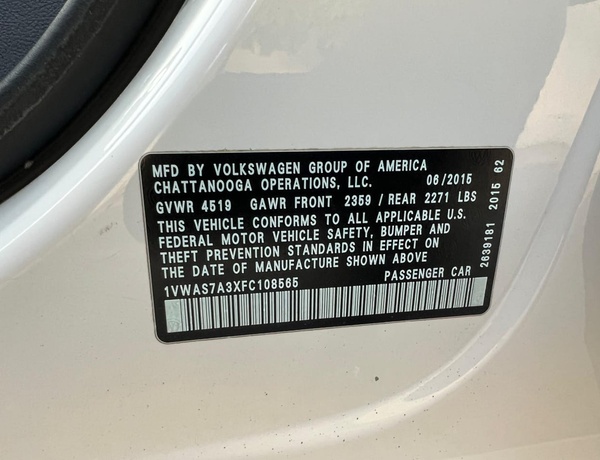 MFD BY VOLKSWAGEN GROUP OF AMERICA
CHATTANOOGA OPERATIONS, LLC. 06/2015
GVWR 4519 GAWR FRONT 2359 / REAR 2271 LBS
THIS VEHICLE CONFORMS TO ALL APPLICABLE U.S.
FEDERAL MOTOR VEHICLE SAFETY, BUMPER AND
THEFT PREVENTION STANDARDS IN EFFECT ON
THE DATE OF MANUFACTURE SHOWN ABOVE
1VWAS7A3XFC108565 PASSENGER CAR
2639181 2015 62